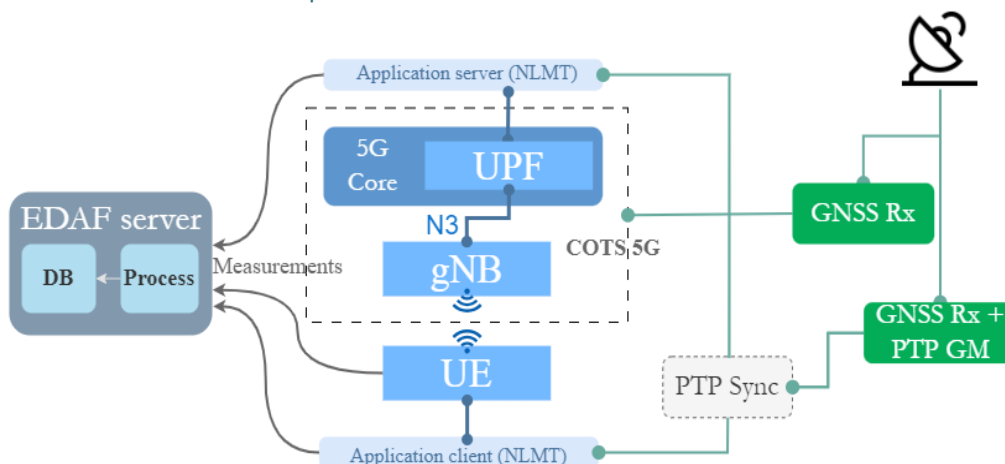 Application server (NLMT)
5G
Core
UPF
GNSS Rx
EDAF server
N3
COTS 5G
Measurements
gNB
DB
Process
GNSS Rx +
PTP GM
UE
PTP Sync
Application client (NLMT)